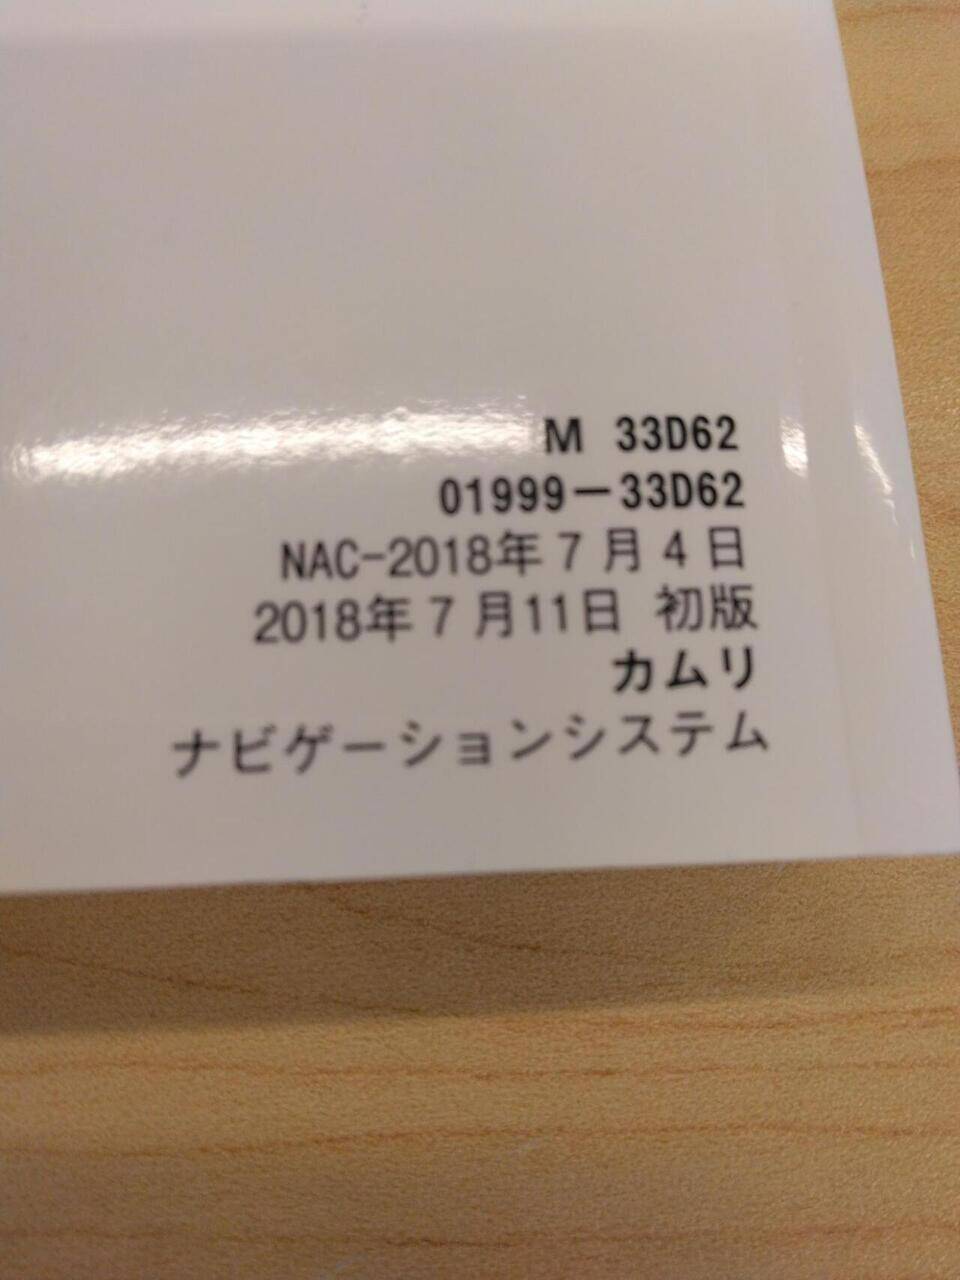 M 33D62
01999-33D62
NAC-2018年7月4日
2018年7月11日 初版
カムリ
ナビゲーションシステム